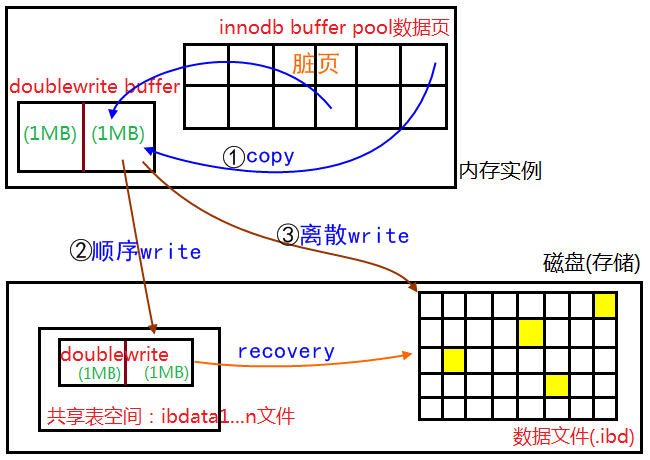 innodb buffer pool数据页
脏页
doublewrite buffer
(1MB)
(1MB)
①copy
内存实例
②顺序write
③离散write
磁盘(存储)
doublewrite
(1MB)
(1MB)
recovery
共享表空间：ibdata1...n文件
数据文件(.ibd)